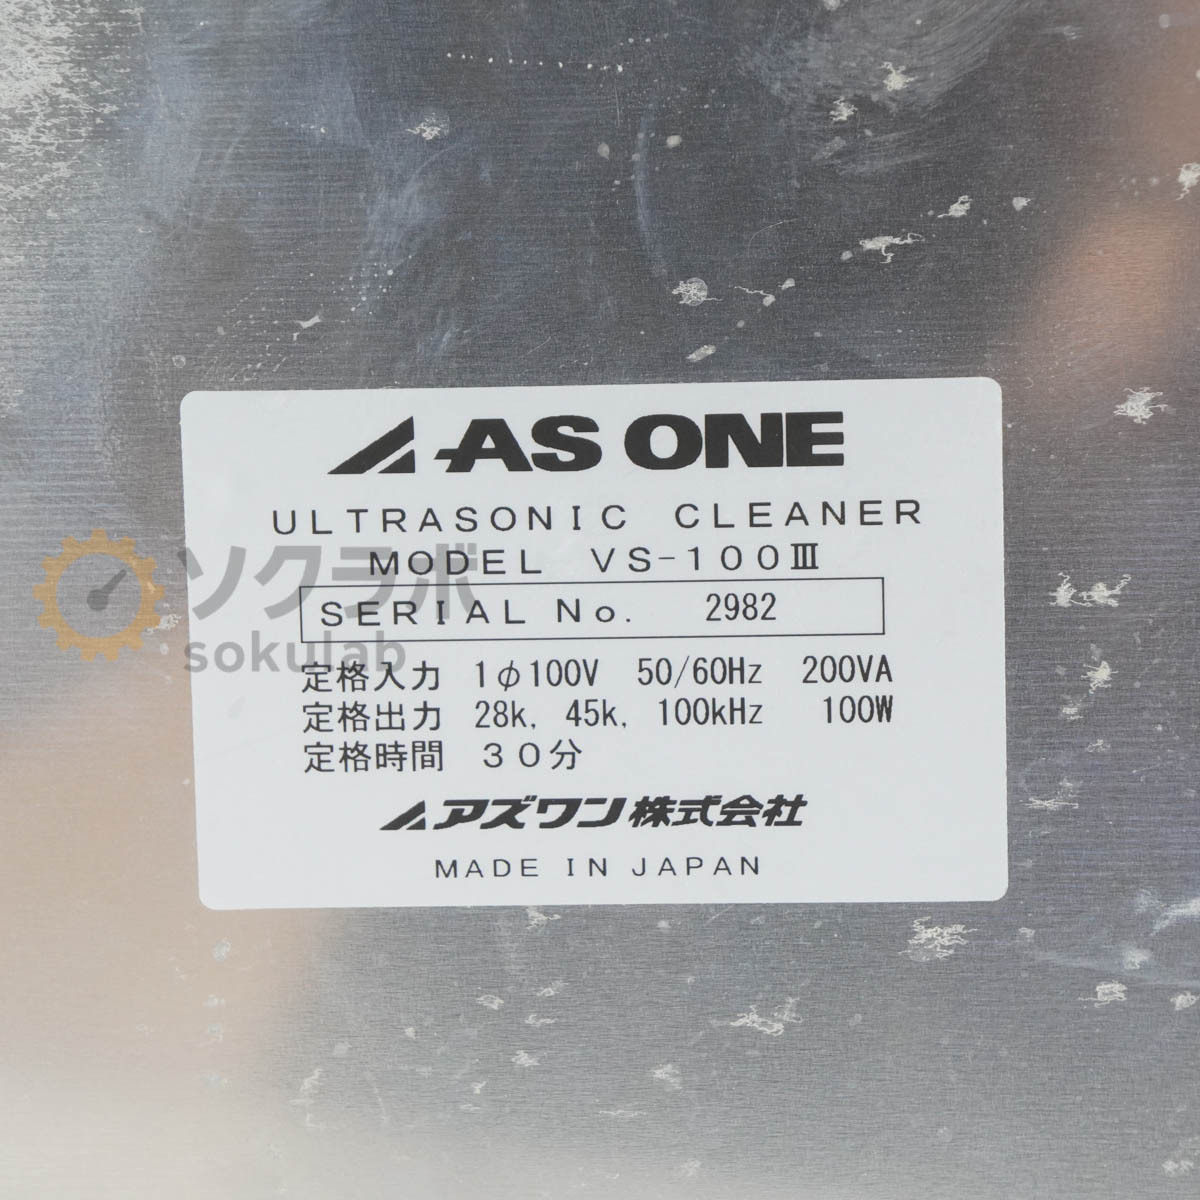 AS ONE
ULTRASONIC CLEANER
MODEL VS-100Ⅲ
SERIAL No. 2982
定格入力 1φ100V 50/60Hz 200VA
定格出力 28k, 45k, 100kHz 100W
定格時間 30分
アズワン株式会社
MADE IN JAPAN
ソクラボ
sokulab